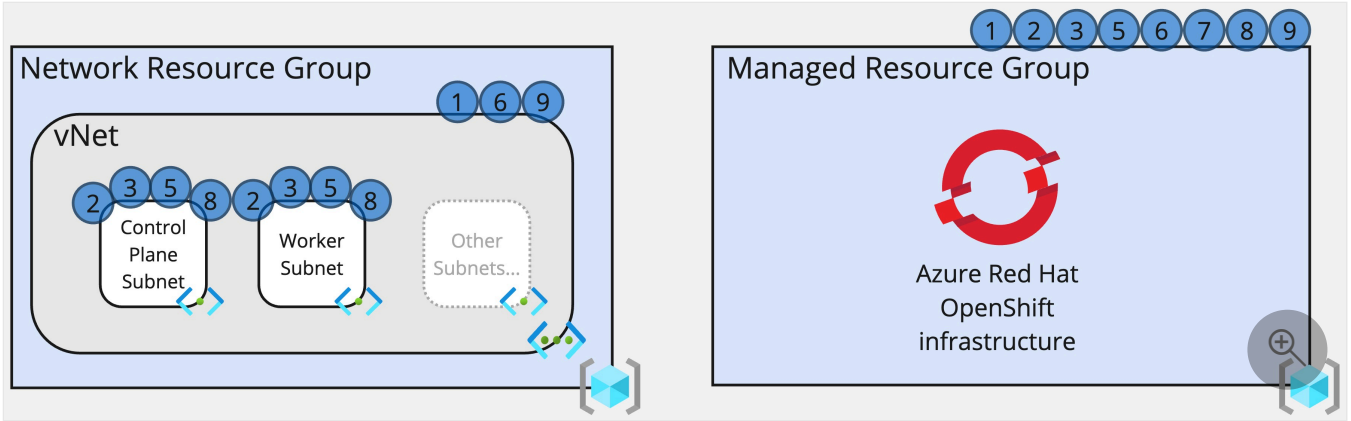 1 2 3 5 6 7 8 9
Network Resource Group
Managed Resource Group
1 6 9
vNet
2 3 5 8
2 3 5 8
Control
Plane
Subnet
Worker
Subnet
Other
Subnets...
Azure Red Hat
OpenShift
infrastructure